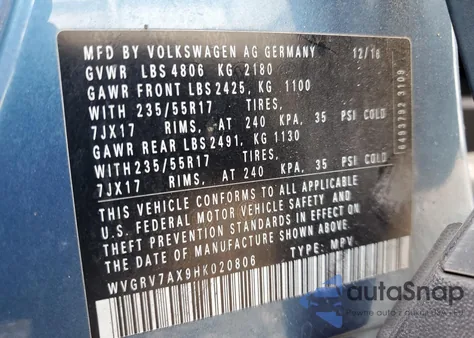 MFD BY VOLKSWAGEN AG GERMANY 12/16
GVWR LBS 4806 KG 2180
GAWR FRONT LBS 2425, KG 1100
WITH 235/55R17 TIRES,
7JX17 RIMS, AT 240 KPA, 35 PSI COLD
GAWR REAR LBS 2491, KG 1130
WITH 235/55R17 TIRES,
7JX17 RIMS, AT 240 KPA, 35 PSI COLD
THIS VEHICLE CONFORMS TO ALL APPLICABLE
U.S. FEDERAL MOTOR VEHICLE SAFETY AND
THEFT PREVENTION STANDARDS IN EFFECT ON
THE DATE OF MANUFACTURE SHOWN ABOVE.
WVGRV7AX9HK020806 TYPE: MPV
autoSnap